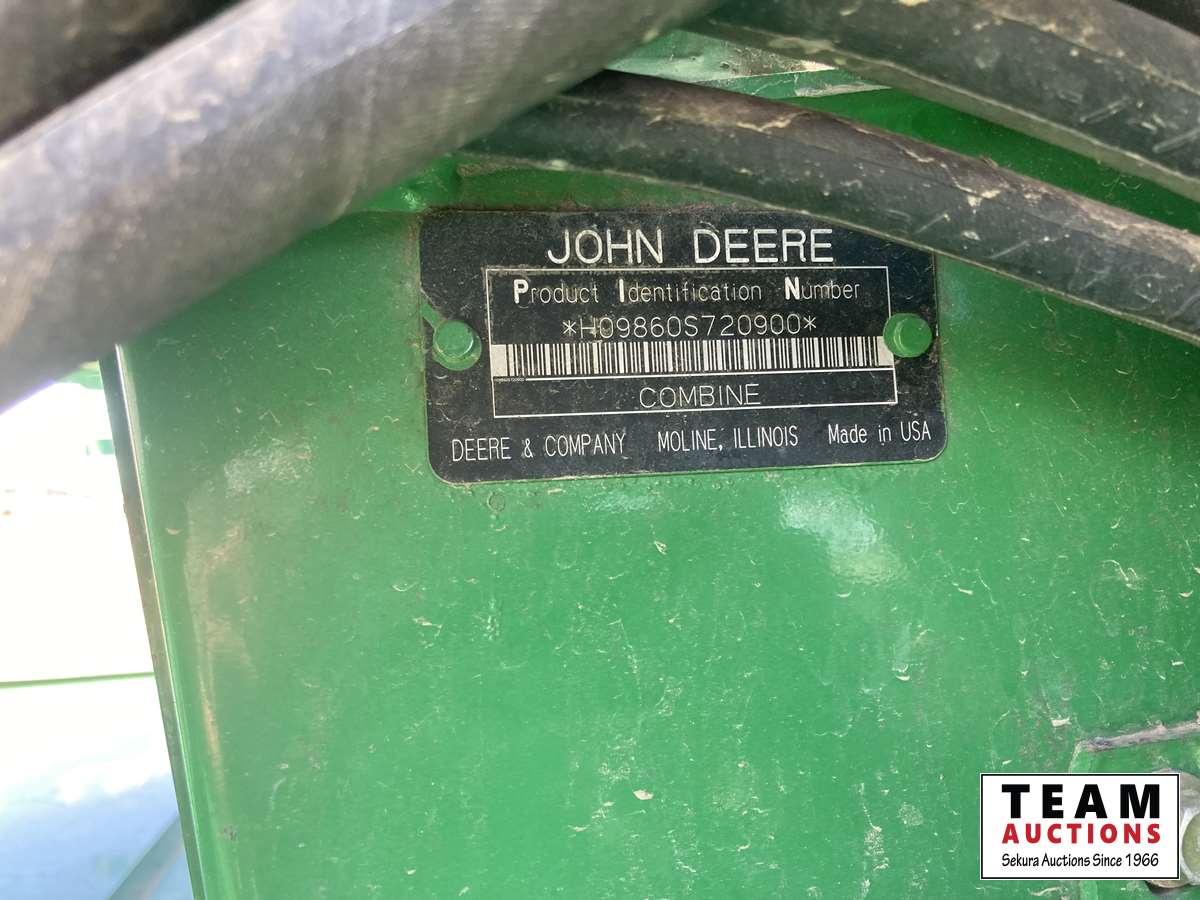 JOHN DEERE
Product Identification Number
*H09860S720900*
COMBINE
DEERE & COMPANY MOLINE, ILLINOIS Made in USA
TEAM
AUCTIONS
Sekura Auctions Since 1966